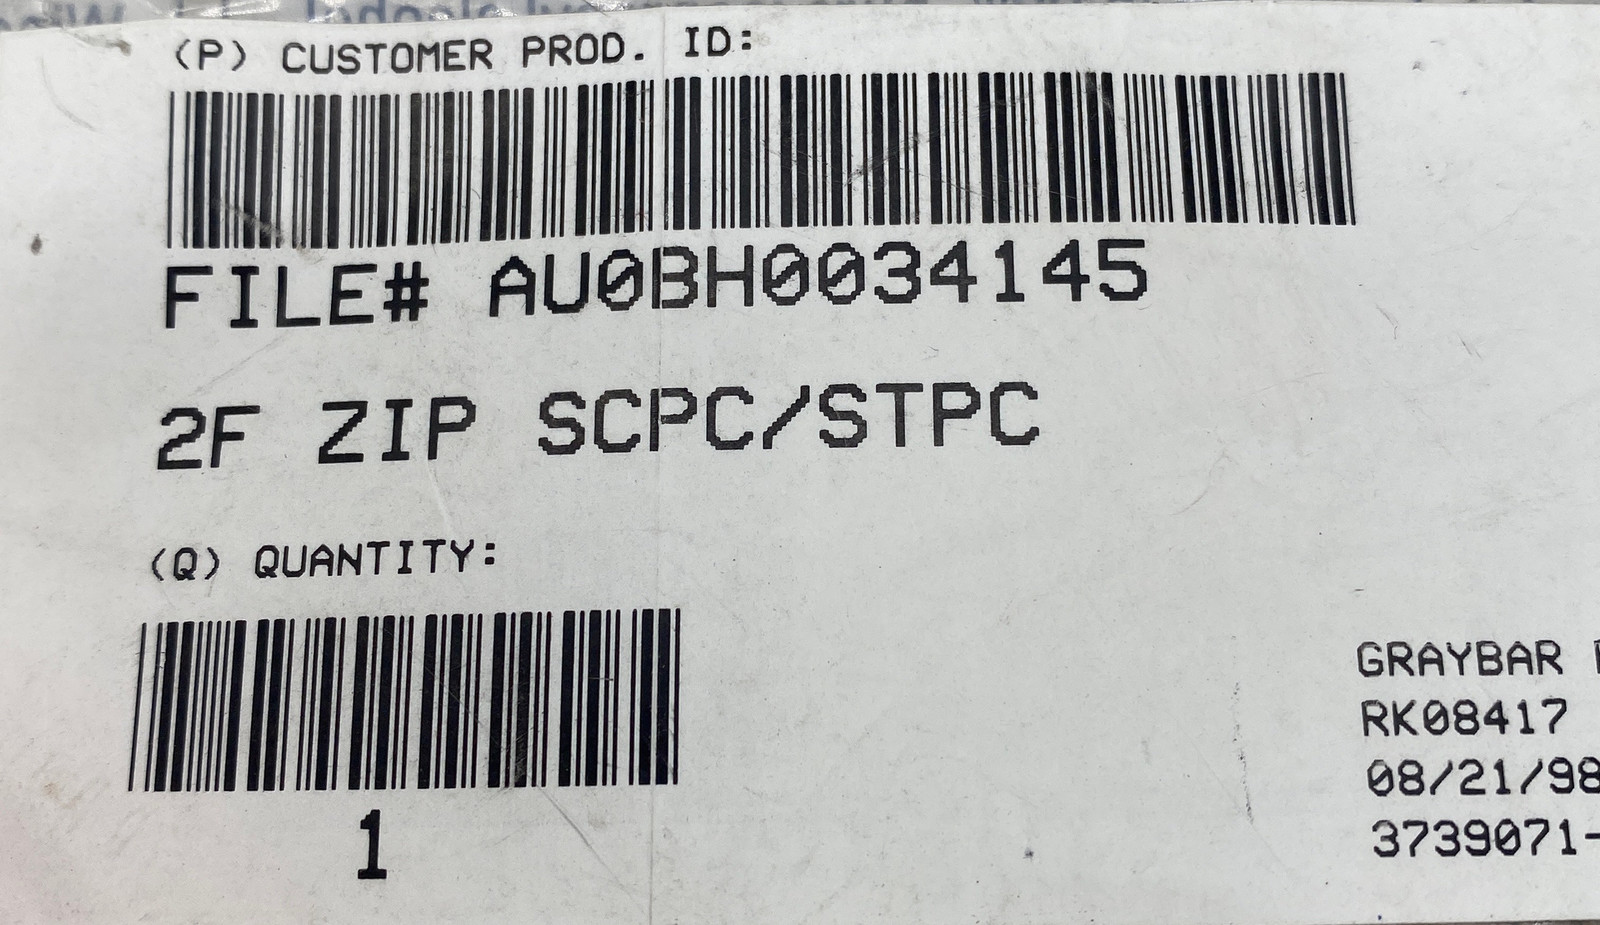 (P) CUSTOMER PROD. ID:
FILE# AU0BH0034145
2F ZIP SCPC/STPC
(Q) QUANTITY:
1
GRAYBAR
RK08417
08/21/98
3739071-